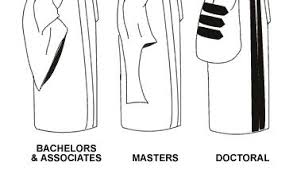 BACHELORS
& ASSOCIATES
MASTERS
DOCTORAL